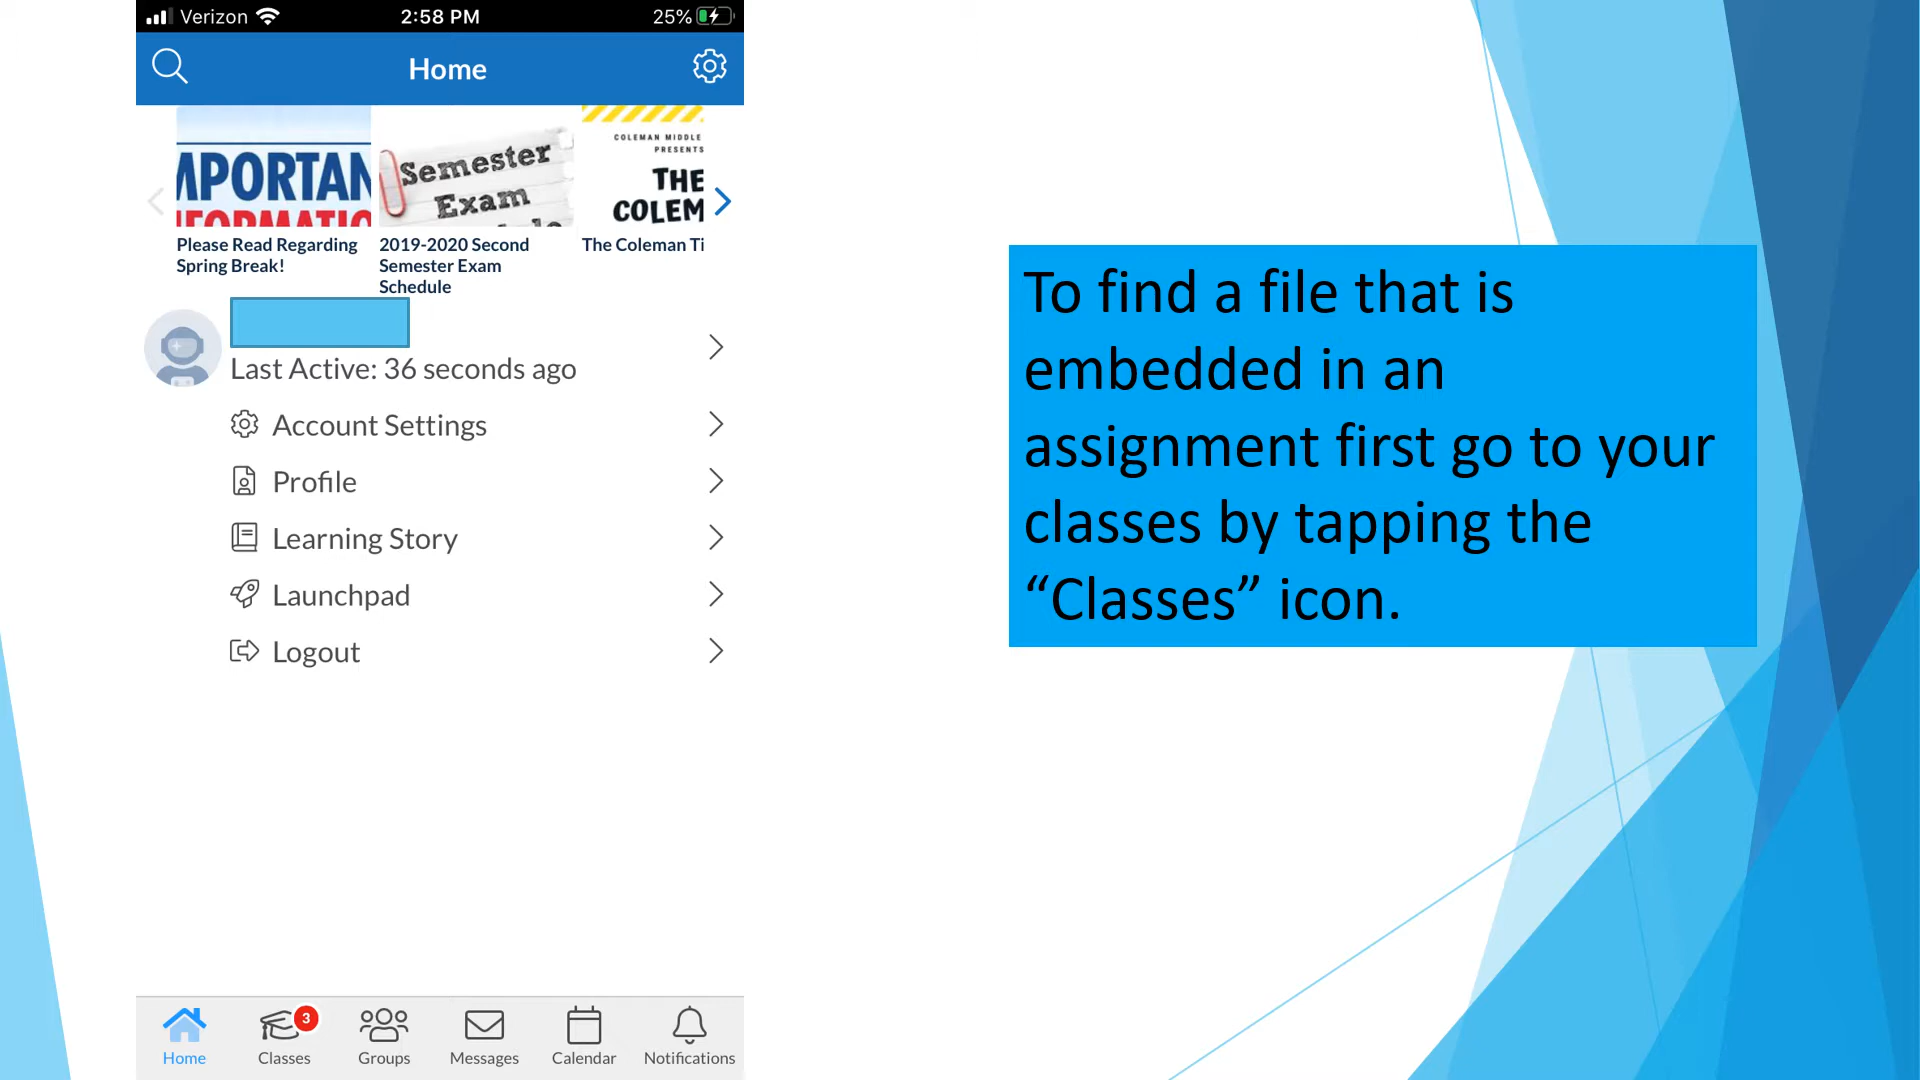 Verizon 2:58 PM 25%
Home
MPORTAN
INFORMATIO
Please Read Regarding
Spring Break!
Semester
Exam
2019-2020 Second
Semester Exam
Schedule
COLEMAN MIDDLE
PRESENTS
THE
COLEM
The Coleman Ti
Last Active: 36 seconds ago
Account Settings
Profile
Learning Story
Launchpad
Logout
3
Home Classes Groups Messages Calendar Notifications
To find a file that is
embedded in an
assignment first go to your
classes by tapping the
“Classes” icon.